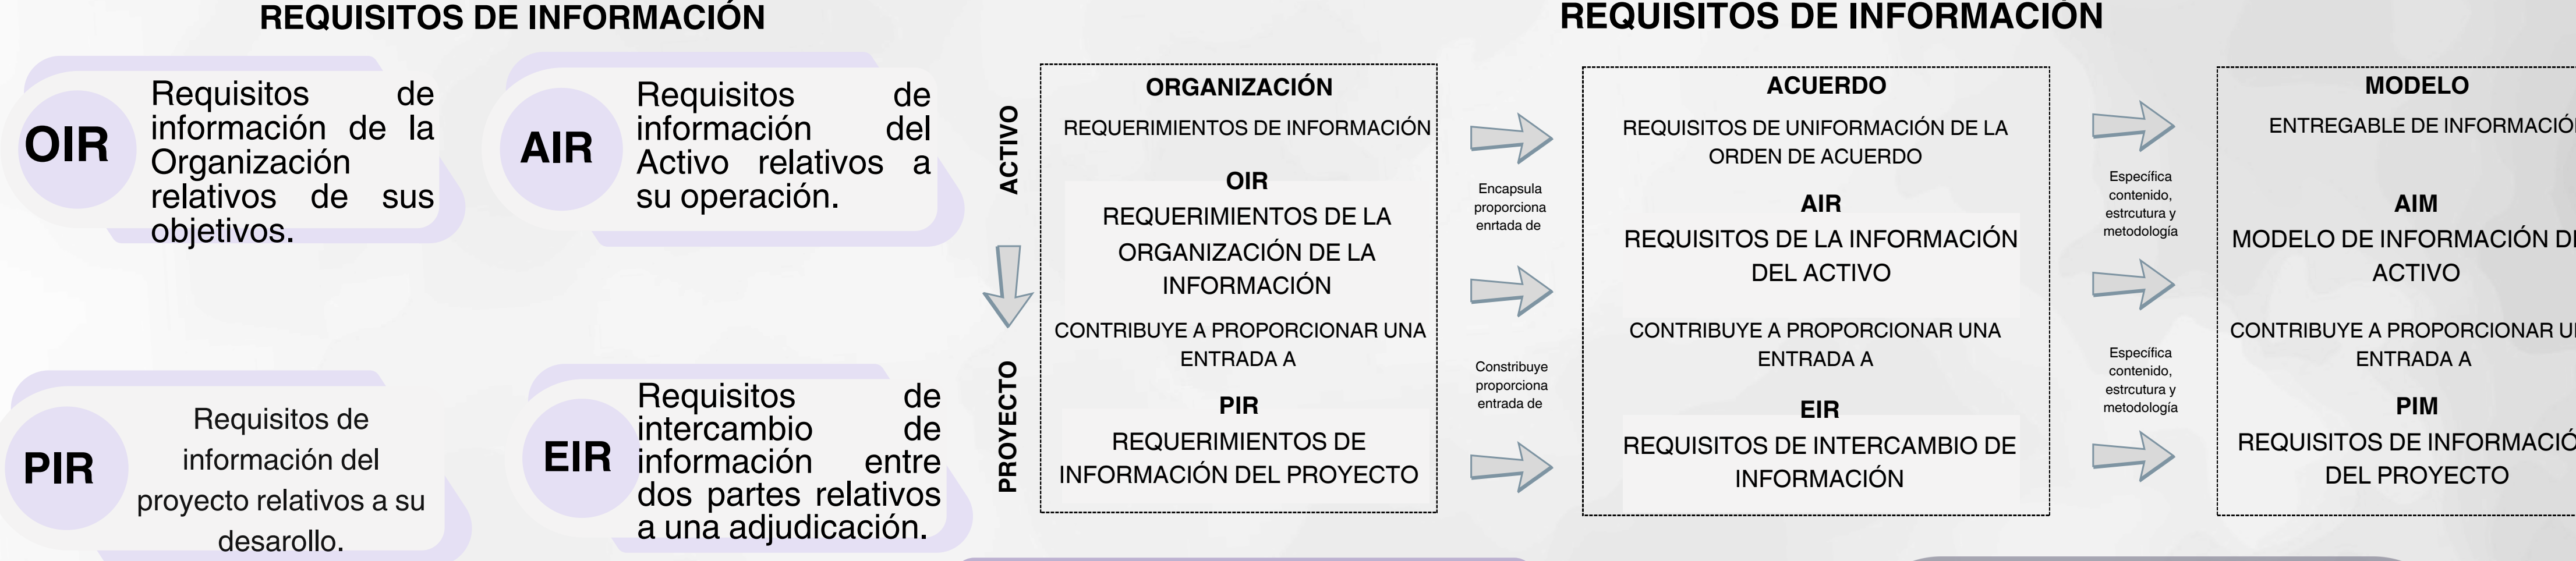 REQUISITOS DE INFORMACIÓN
OIR
Requisitos de
información de la
Organización
relativos de sus
objetivos.
AIR
Requisitos de
información del
Activo relativos a
su operación.
PIR
Requisitos de
información del
proyecto relativos a su
desarollo.
EIR
Requisitos de
intercambio de
información entre
dos partes relativos
a una adjudicación.
REQUISITOS DE INFORMACIÓN
ACTIVO
PROYECTO
ORGANIZACIÓN
REQUERIMIENTOS DE INFORMACIÓN
OIR
REQUERIMIENTOS DE LA
ORGANIZACIÓN DE LA
INFORMACIÓN
CONTRIBUYE A PROPORCIONAR UNA
ENTRADA A
PIR
REQUERIMIENTOS DE
INFORMACIÓN DEL PROYECTO
Encapsula
proporciona
enrtada de
Constribuye
proporciona
entrada de
ACUERDO
REQUISITOS DE UNIFORMACIÓN DE LA
ORDEN DE ACUERDO
AIR
REQUISITOS DE LA INFORMACIÓN
DEL ACTIVO
CONTRIBUYE A PROPORCIONAR UNA
ENTRADA A
EIR
REQUISITOS DE INTERCAMBIO DE
INFORMACIÓN
Específica
contenido,
estrcutura y
metodología
Específica
contenido,
estrcutura y
metodología
MODELO
ENTREGABLE DE INFORMACIÓN
AIM
MODELO DE INFORMACIÓN
ACTIVO
CONTRIBUYE A PROPORCIONAR
ENTRADA A
PIM
REQUISITOS DE INFORMACIÓ
DEL PROYECTO